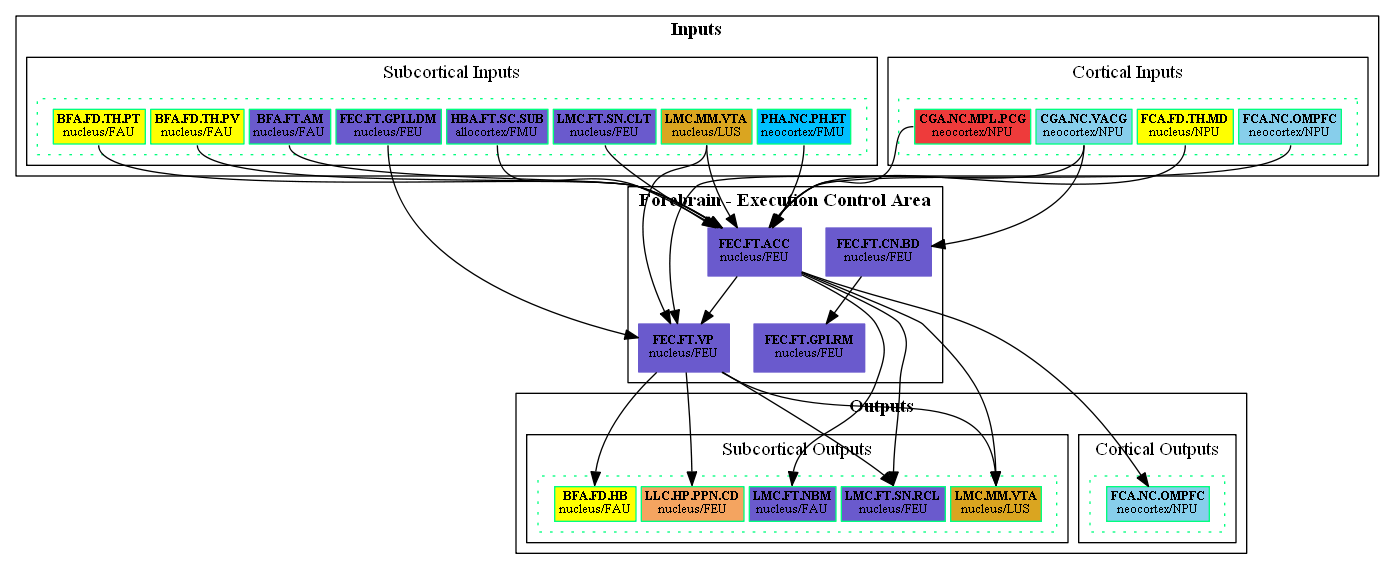 Inputs
Subcortical Inputs
Cortical Inputs
BFA.FD.TH.PT
nucleus/FAU
BFA.FD.TH.PV
nucleus/FAU
BFA.FT.AM
nucleus/FAU
FEC.FT.GPI.LDM
nucleus/FEU
HBA.FT.SC.SUB
allocortex/FMU
LMC.FT.SN.CLT
nucleus/FEU
LMC.MM.VTA
nucleus/LUS
PHA.NC.PH.ET
neocortex/FMU
CGA.NC.MPL.PCG
neocortex/NPU
CGA.NC.VACG
neocortex/NPU
FCA.FD.TH.MD
nucleus/NPU
FCA.NC.OMPFC
neocortex/NPU
Forebrain - Execution Control Area
FEC.FT.ACC
nucleus/FEU
FEC.FT.CN.BD
nucleus/FEU
FEC.FT.VP
nucleus/FEU
FEC.FT.GPI.RM
nucleus/FEU
Outputs
Subcortical Outputs
Cortical Outputs
BFA.FD.HB
nucleus/FAU
LLC.HP.PPN.CD
nucleus/FEU
LMC.FT.NBM
nucleus/FAU
LMC.FT.SN.RCL
nucleus/FEU
LMC.MM.VTA
nucleus/LUS
FCA.NC.OMPFC
neocortex/NPU